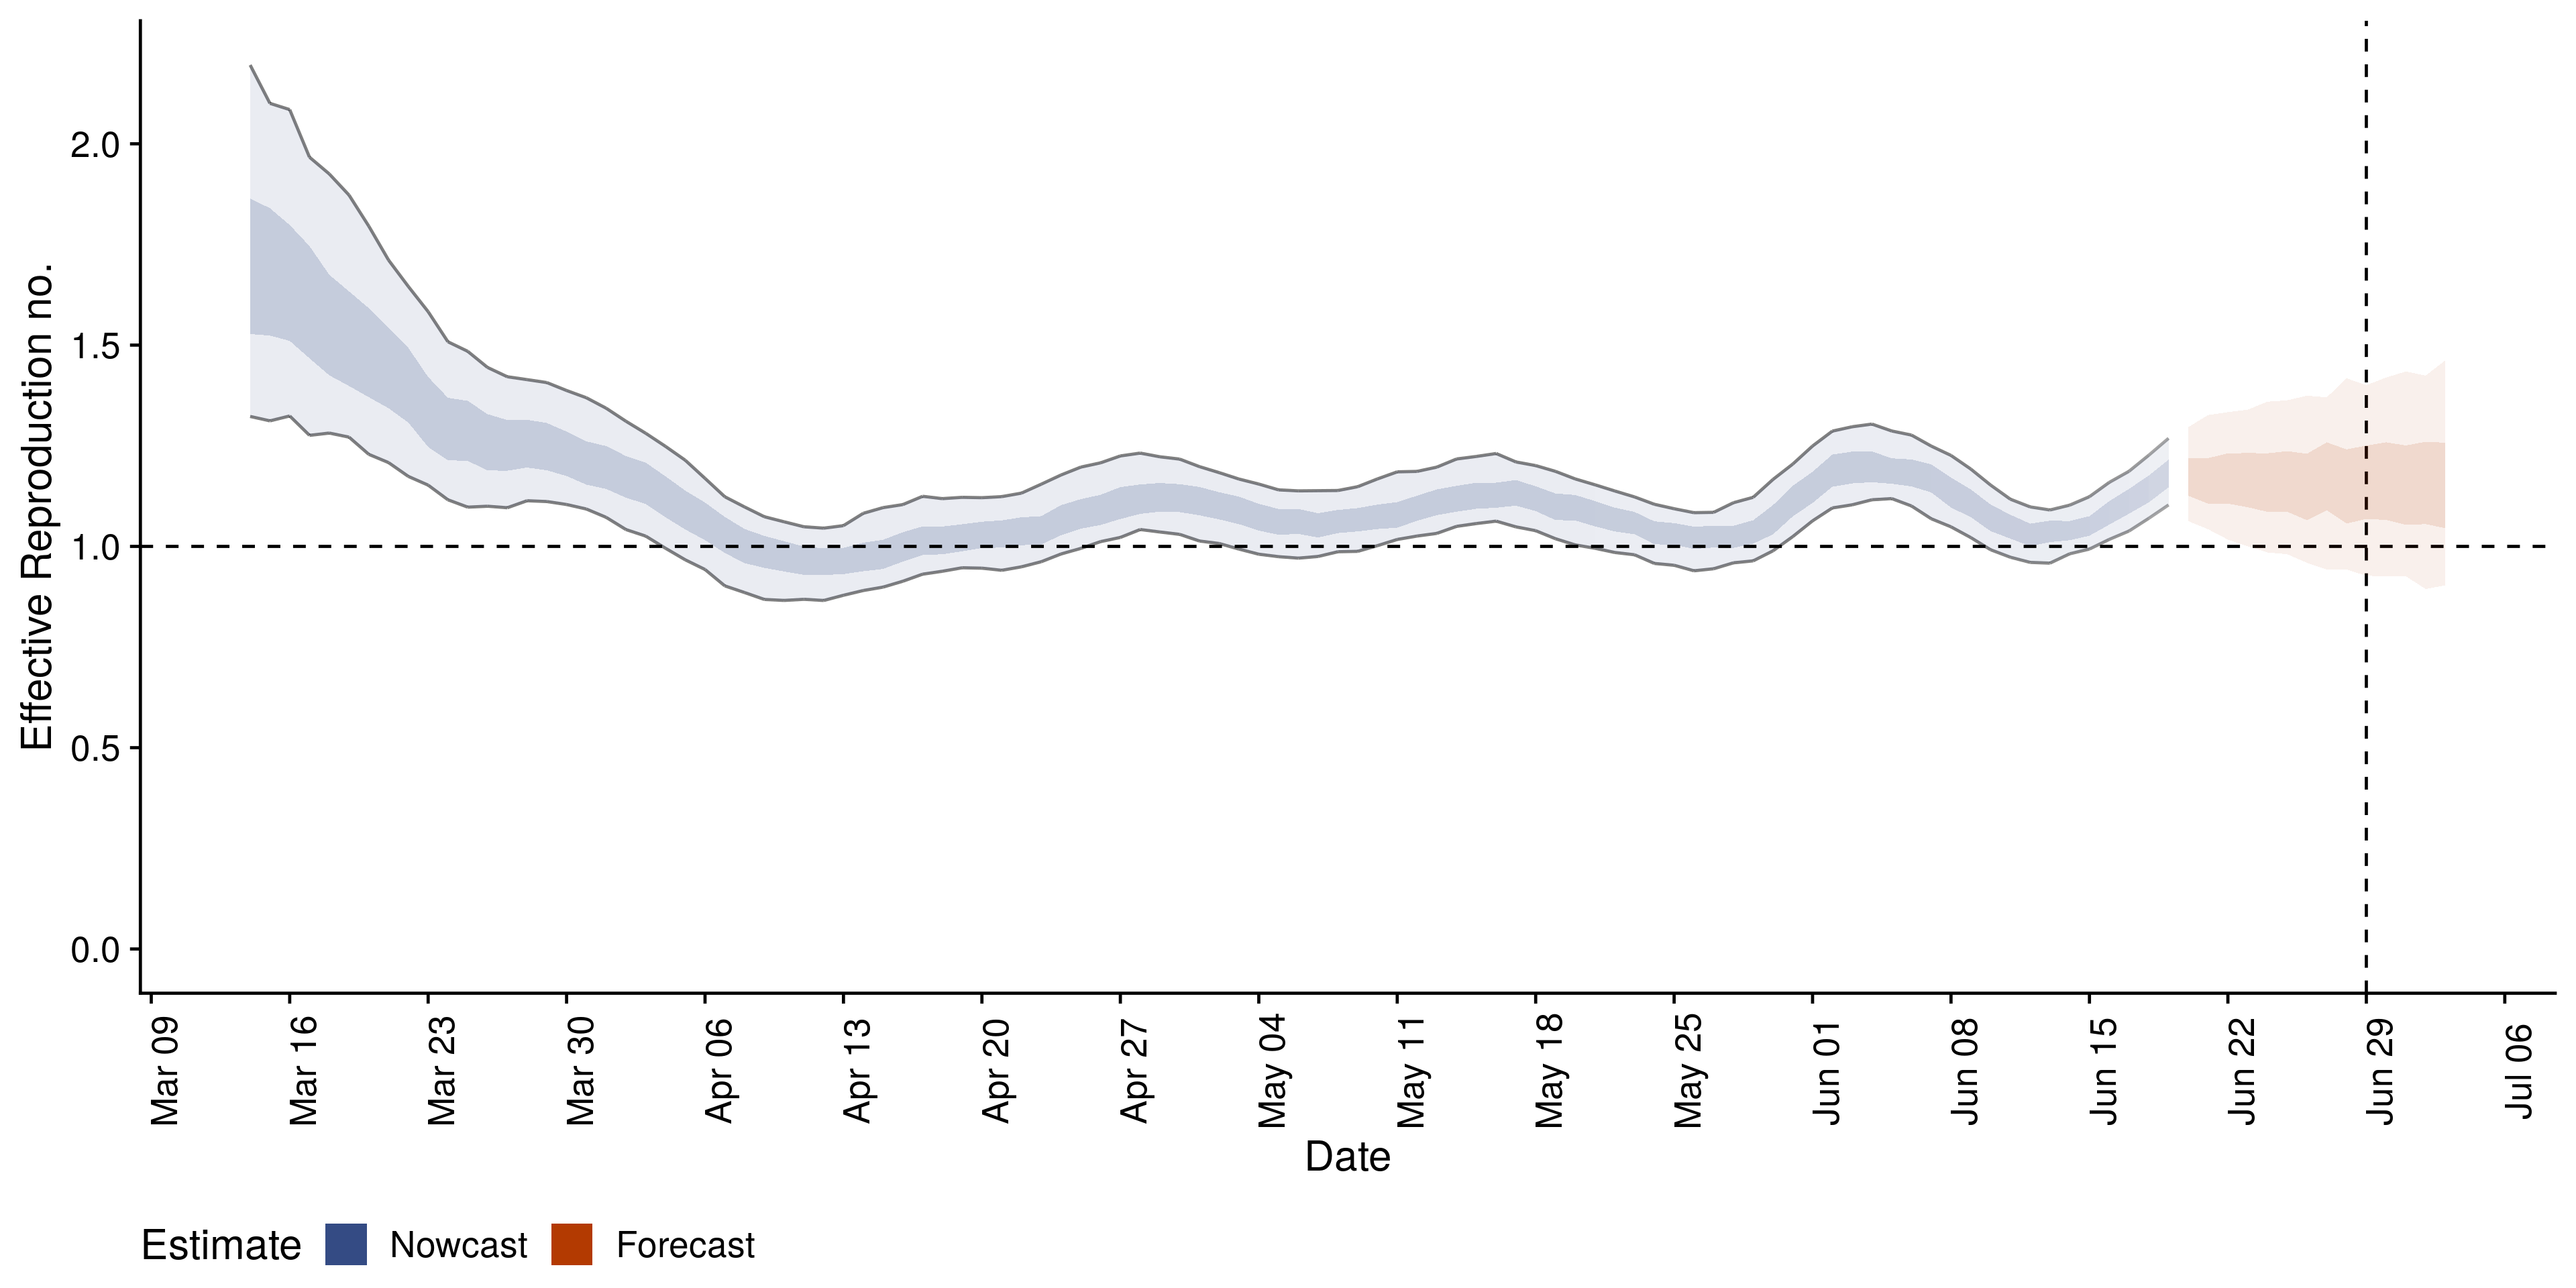 Effective Reproduction no.
2.0
1.5
1.0
0.5
0.0
Mar 09
Mar 16
Mar 23
Mar 30
Apr 06
Apr 13
Apr 20
Apr 27
May 04
May 11
May 18
May 25
Jun 01
Jun 08
Jun 15
Jun 22
Jun 29
Jul 06
Date
Estimate Nowcast Forecast